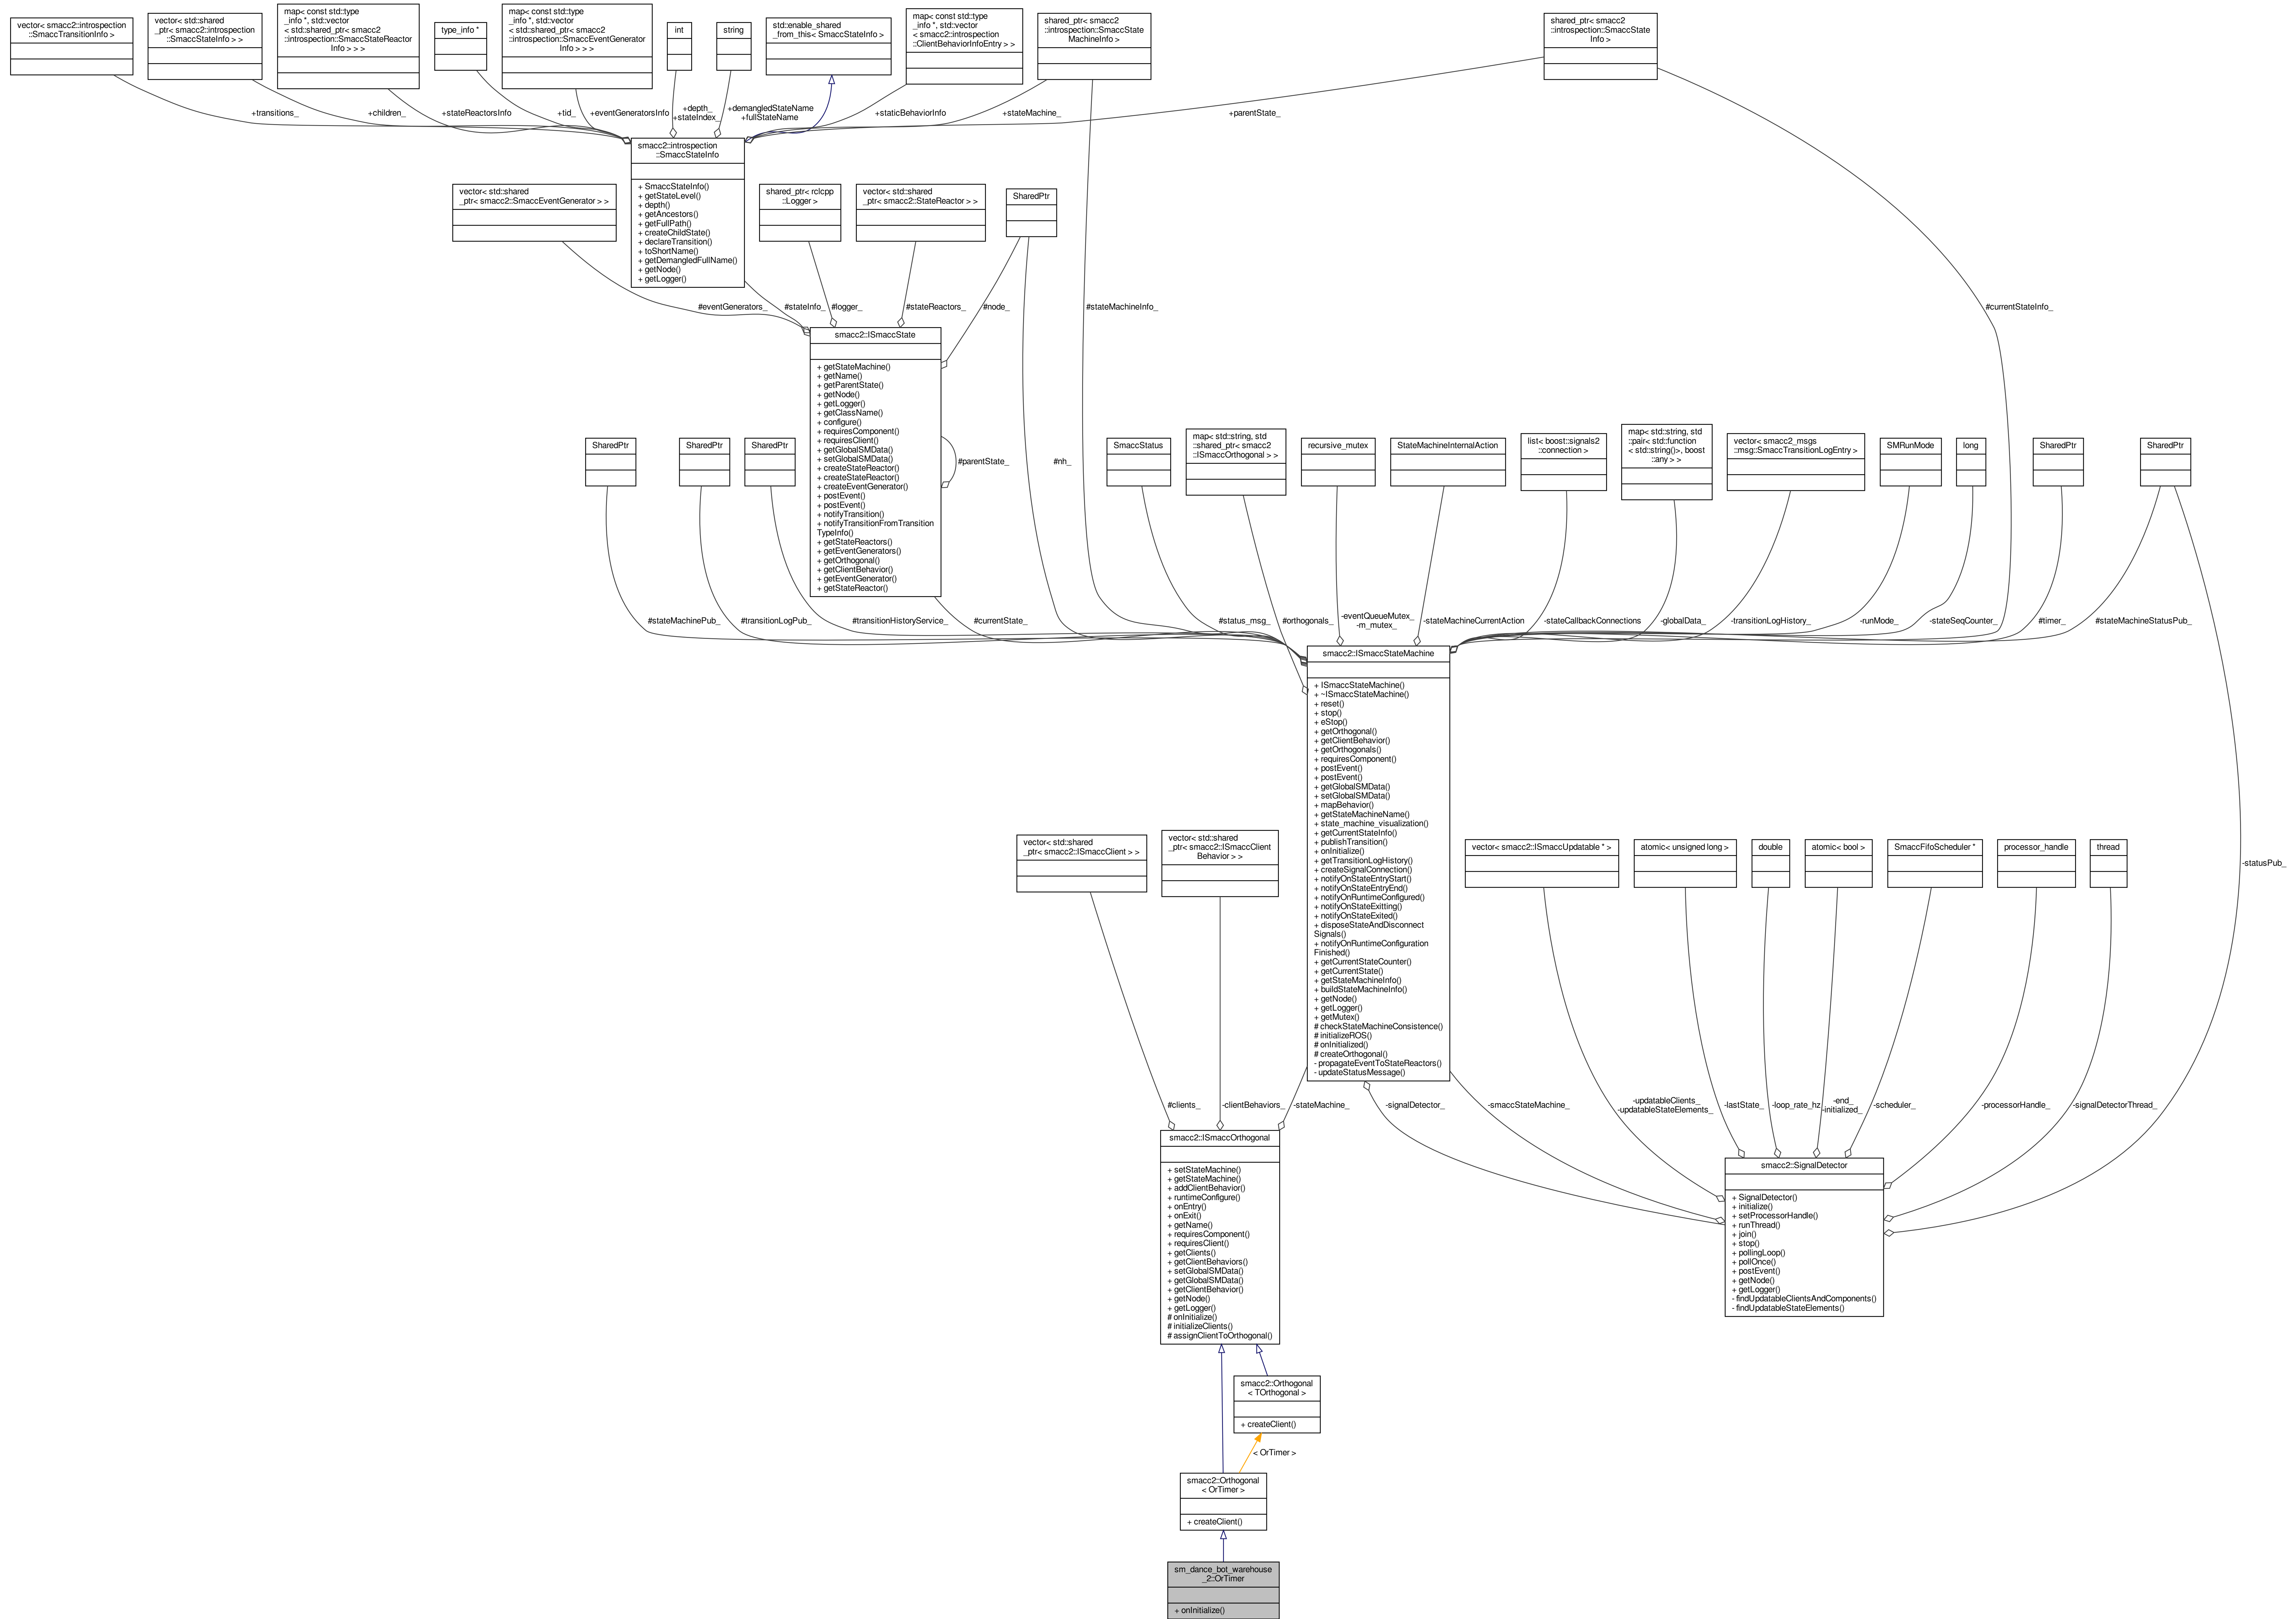 vector< smacc2::introspection
::SmaccTransitionInfo >
vector< std::shared
_ptr< smacc2::introspection
::SmaccStateInfo > >
map< const std::type
_info *, std::vector
< std::shared_ptr< smacc2
::introspection::SmaccStateReactor
Info > > >
type_info *
map< const std::type
_info *, std::vector
< std::shared_ptr< smacc2
::introspection::SmaccEventGenerator
Info > > >
int
string
std::enable_shared
_from_this< SmaccStateInfo >
map< const std::type
_info *, std::vector
< smacc2::introspection
::ClientBehaviorInfoEntry > >
shared_ptr< smacc2
::introspection::SmaccState
MachineInfo >
shared_ptr< smacc2
::introspection::SmaccState
Info >
+transitions_
+children_
+stateReactorsInfo
+tid_
+eventGeneratorsInfo
+depth_
+stateIndex_
+demangledStateName
+fullStateName
+staticBehaviorInfo
+stateMachine_
+parentState_
smacc2::introspection
::SmaccStateInfo
+ SmaccStateInfo()
+ getStateLevel()
+ depth()
+ getAncestors()
+ getFullPath()
+ createChildState()
+ declareTransition()
+ toShortName()
+ getDemangledFullName()
+ getNode()
+ getLogger()
vector< std::shared
_ptr< smacc2::SmaccEventGenerator > >
shared_ptr< rclcpp
::Logger >
vector< std::shared
_ptr< smacc2::StateReactor > >
SharedPtr
#eventGenerators_
#stateInfo_
#logger_
#stateReactors_
#node_
#stateMachineInfo_
#currentStateInfo_
smacc2::ISmaccState
+ getStateMachine()
+ getName()
+ getParentState()
+ getNode()
+ getLogger()
+ getClassName()
+ configure()
+ requiresComponent()
+ requiresClient()
+ getGlobalSMData()
+ setGlobalSMData()
+ createStateReactor()
+ createStateReactor()
+ createEventGenerator()
+ postEvent()
+ postEvent()
+ notifyTransition()
+ notifyTransitionFromTransition
TypeInfo()
+ getStateReactors()
+ getEventGenerators()
+ getOrthogonal()
+ getClientBehavior()
+ getEventGenerator()
+ getStateReactor()
#parentState_
#nh_
SharedPtr
SharedPtr
SharedPtr
SmaccStatus
map< std::string, std
::shared_ptr< smacc2
::ISmaccOrthogonal > >
recursive_mutex
StateMachineInternalAction
list< boost::signals2
::connection >
map< std::string, std
::pair< std::function
< std::string()>, boost
::any > >
vector< smacc2_msgs
::msg::SmaccTransitionLogEntry >
SMRunMode
long
SharedPtr
SharedPtr
#stateMachinePub_
#transitionLogPub_
#transitionHistoryService_
#currentState_
#status_msg_
#orthogonals_
-eventQueueMutex_
-m_mutex_
-stateMachineCurrentAction
-stateCallbackConnections
-globalData_
-transitionLogHistory_
-runMode_
-stateSeqCounter_
#timer_
#stateMachineStatusPub_
smacc2::ISmaccStateMachine
+ ISmaccStateMachine()
+ ~ISmaccStateMachine()
+ reset()
+ stop()
+ eStop()
+ getOrthogonal()
+ getClientBehavior()
+ getOrthogonals()
+ requiresComponent()
+ postEvent()
+ postEvent()
+ getGlobalSMData()
+ setGlobalSMData()
+ mapBehavior()
+ getStateMachineName()
+ state_machine_visualization()
+ getCurrentStateInfo()
+ publishTransition()
+ onInitialize()
+ getTransitionLogHistory()
+ createSignalConnection()
+ notifyOnStateEntryStart()
+ notifyOnStateEntryEnd()
+ notifyOnRuntimeConfigured()
+ notifyOnStateExitting()
+ notifyOnStateExited()
+ disposeStateAndDisconnect
Signals()
+ notifyOnRuntimeConfiguration
Finished()
+ getCurrentStateCounter()
+ getCurrentState()
+ getStateMachineInfo()
+ buildStateMachineInfo()
+ getNode()
+ getLogger()
+ getMutex()
# checkStateMachineConsistence()
# initializeROS()
# onInitialized()
# createOrthogonal()
- propagateEventToStateReactors()
- updateStatusMessage()
vector< std::shared
_ptr< smacc2::ISmaccClient > >
vector< std::shared
_ptr< smacc2::ISmaccClient
Behavior > >
vector< smacc2::ISmaccUpdatable * >
atomic< unsigned long >
double
atomic< bool >
SmaccFifoScheduler *
processor_handle
thread
-statusPub_
#clients_
-clientBehaviors_
-stateMachine_
-signalDetector_
-smaccStateMachine_
-updatableClients_
-updatableStateElements_
-lastState_
-loop_rate_hz
-end_
-initialized_
-scheduler_
-processorHandle_
-signalDetectorThread_
smacc2::ISmaccOrthogonal
+ setStateMachine()
+ getStateMachine()
+ addClientBehavior()
+ runtimeConfigure()
+ onEntry()
+ onExit()
+ getName()
+ requiresComponent()
+ requiresClient()
+ getClients()
+ getClientBehaviors()
+ setGlobalSMData()
+ getGlobalSMData()
+ getClientBehavior()
+ getNode()
+ getLogger()
# onInitialize()
# initializeClients()
# assignClientToOrthogonal()
smacc2::SignalDetector
+ SignalDetector()
+ initialize()
+ setProcessorHandle()
+ runThread()
+ join()
+ stop()
+ pollingLoop()
+ pollOnce()
+ postEvent()
+ getNode()
+ getLogger()
- findUpdatableClientsAndComponents()
- findUpdatableStateElements()
smacc2::Orthogonal
< TOrthogonal >
+ createClient()
< OrTimer >
smacc2::Orthogonal
< OrTimer >
+ createClient()
sm_dance_bot_warehouse
_2::OrTimer
+ onInitialize()